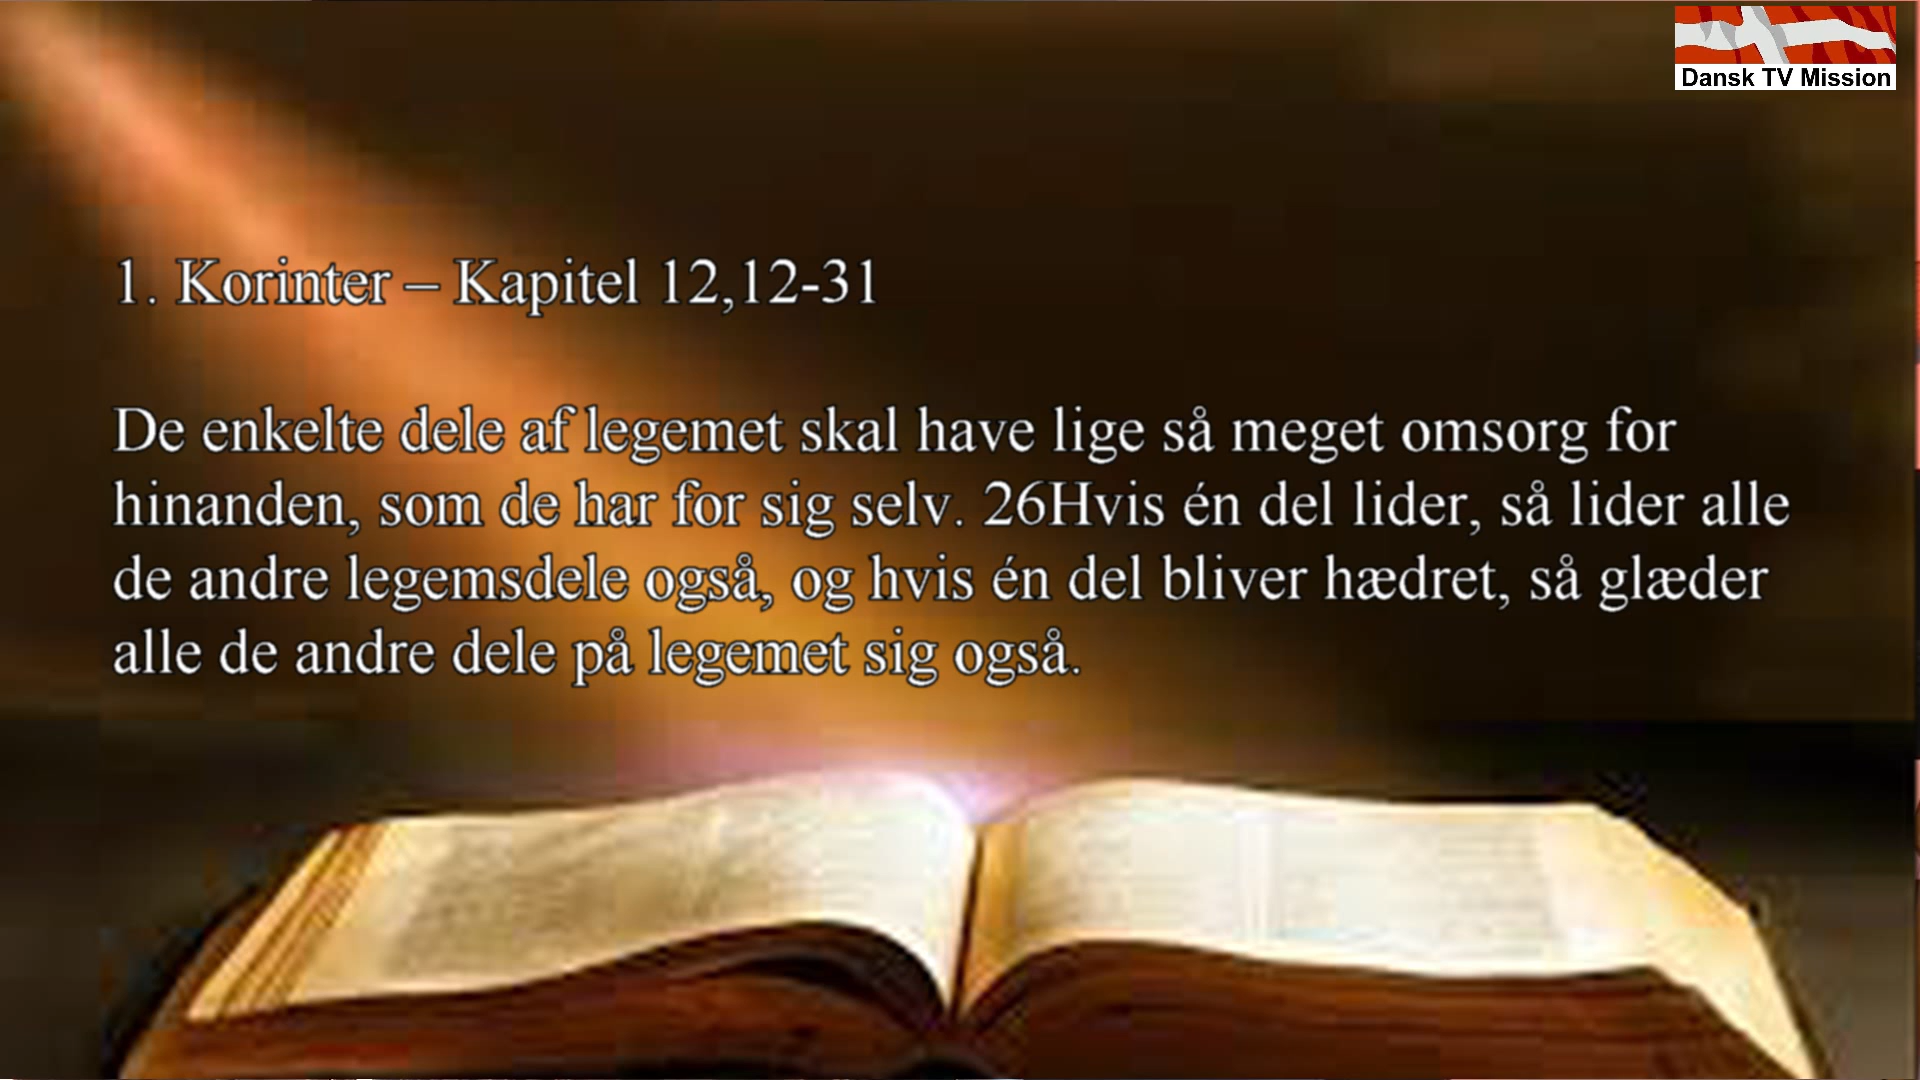 Dansk TV Mission
1. Korinter – Kapitel 12,12-31
De enkelte dele af legemet skal have lige så meget omsorg for
hinanden, som de har for sig selv. 26Hvis én del lider, så lider alle
de andre legemsdele også, og hvis én del bliver hædret, så glæder
alle de andre dele på legemet sig også.